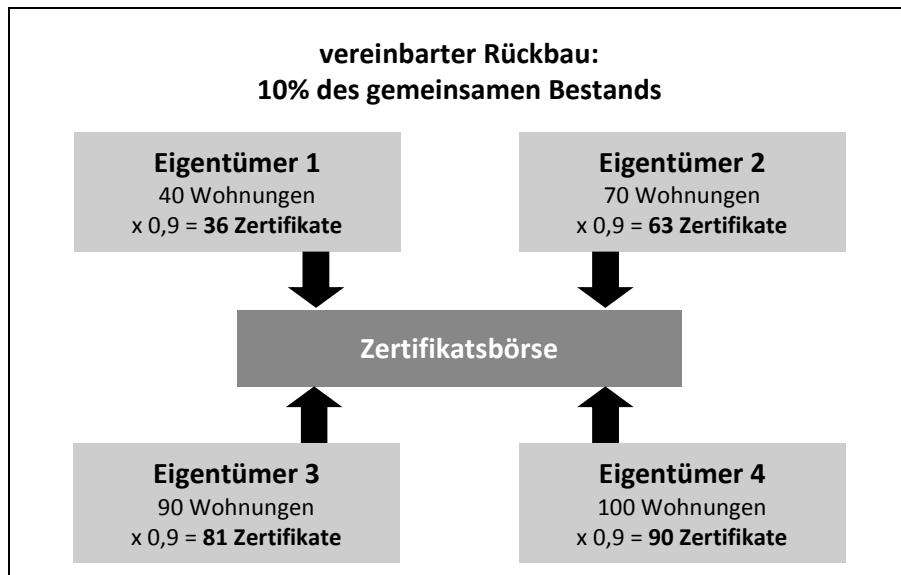 vereinbarter Rückbau:
10% des gemeinsamen Bestands
Eigentümer 1
40 Wohnungen
x 0,9 = 36 Zertifikate
Eigentümer 2
70 Wohnungen
x 0,9 = 63 Zertifikate
Zertifikatsbörse
Eigentümer 3
90 Wohnungen
x 0,9 = 81 Zertifikate
Eigentümer 4
100 Wohnungen
x 0,9 = 90 Zertifikate